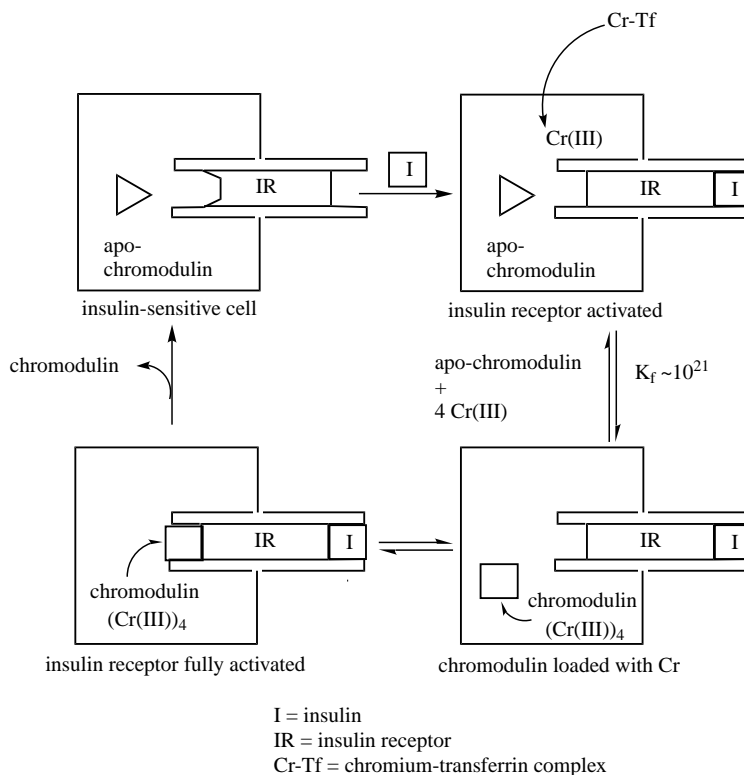 Cr-Tf
Cr(III)
IR
I
IR
I
apo-
chromodulin
apo-
chromodulin
insulin-sensitive cell
insulin receptor activated
chromodulin
apo-chromodulin
+
4 Cr(III)
Kf ~10²¹
IR
I
IR
I
chromodulin
(Cr(III))₄
chromodulin
(Cr(III))₄
insulin receptor fully activated
chromodulin loaded with Cr
I = insulin
IR = insulin receptor
Cr-Tf = chromium-transferrin complex